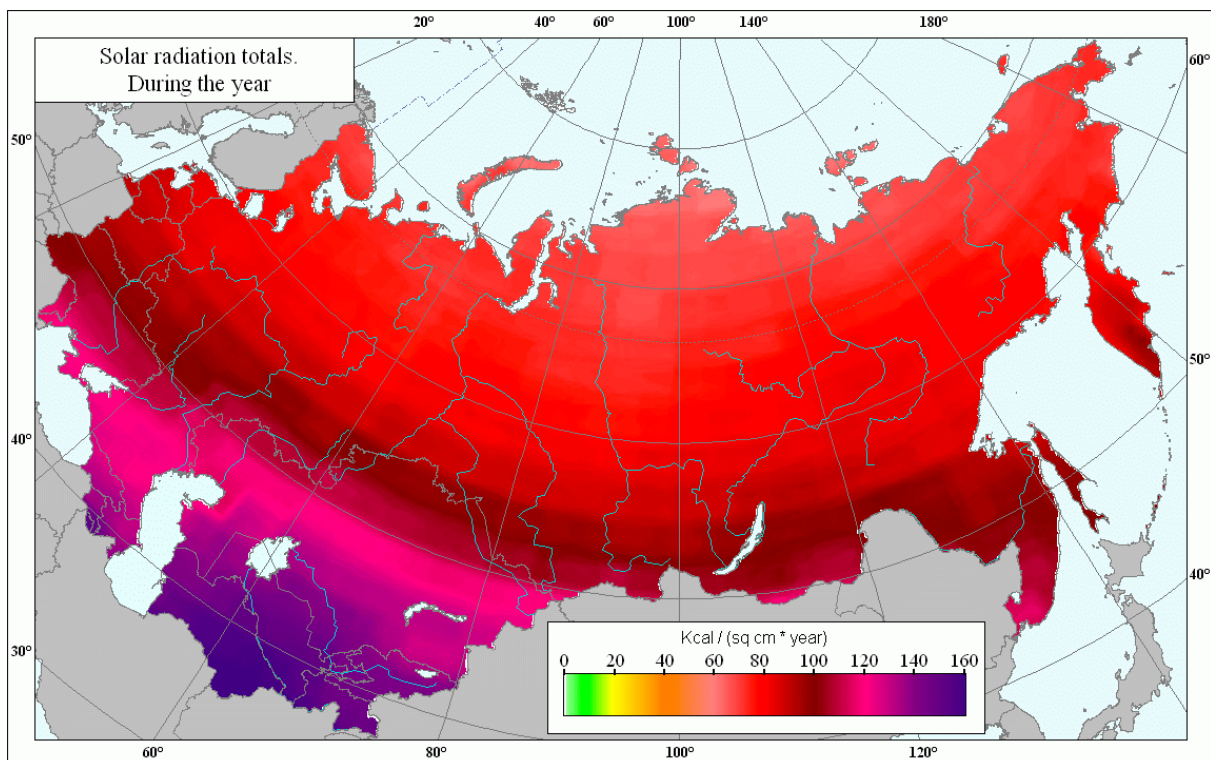 20° 40° 60° 100° 140° 180°
Solar radiation totals.
During the year
60°
50°
50°
40°
40°
30°
Kcal / (sq cm * year)
0 20 40 60 80 100 120 140 160
60° 80° 100° 120°